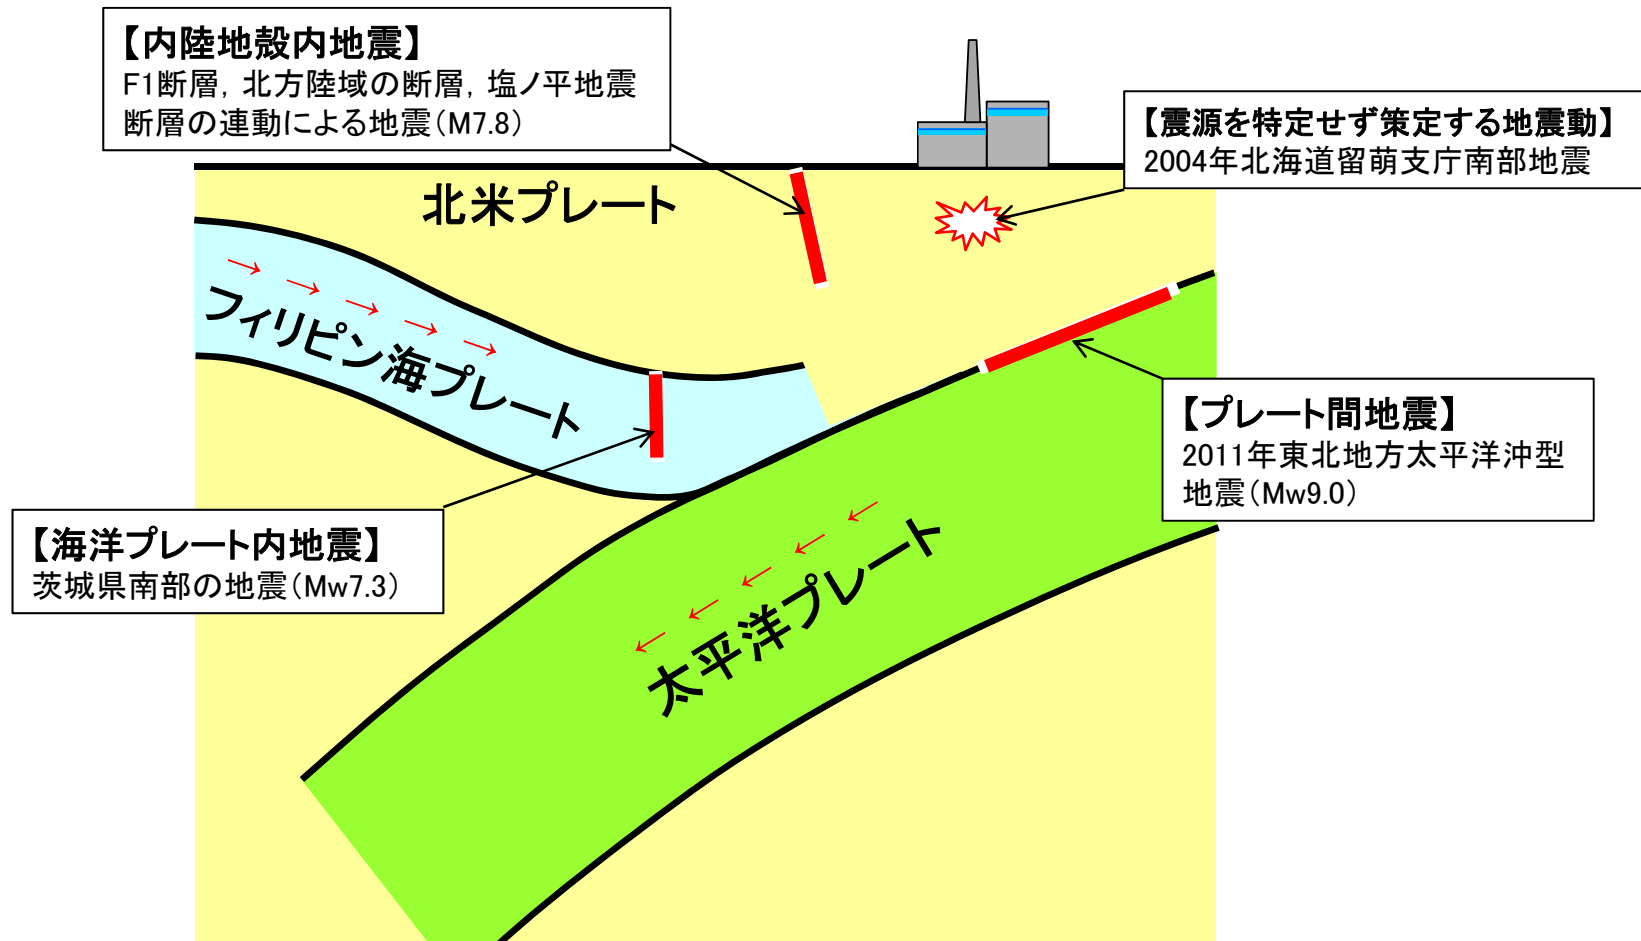 【内陸地殻内地震】
F1断層，北方陸域の断層，塩ノ平地震
断層の連動による地震（M7.8）
【震源を特定せず策定する地震動】
2004年北海道留萌支庁南部地震
北米プレート
フィリピン海プレート
【プレート間地震】
2011年東北地方太平洋沖型
地震（Mw9.0）
【海洋プレート内地震】
茨城県南部の地震（Mw7.3）
太平洋プレート